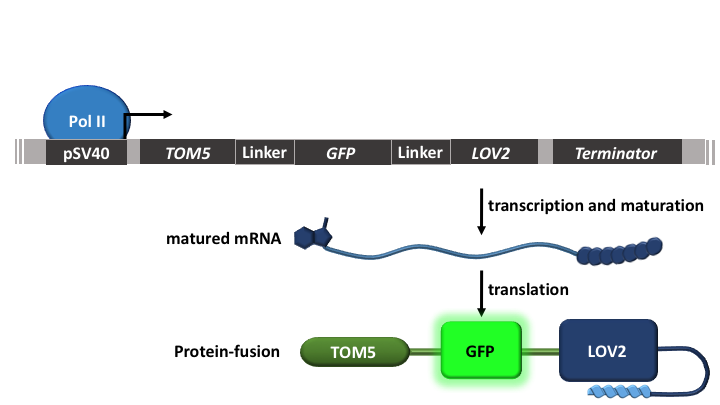 Pol II
pSV40 TOM5 Linker GFP Linker LOV2 Terminator
transcription and maturation
matured mRNA
translation
Protein-fusion TOM5 GFP LOV2